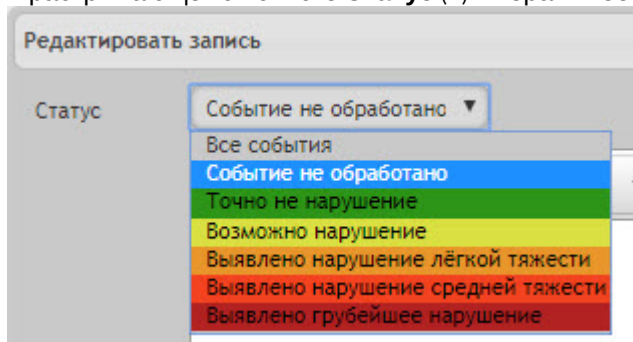 Редактировать запись
Статус
Событие не обработано
Все события
Событие не обработано
Точно не нарушение
Возможно нарушение
Выявлено нарушение лёгкой тяжести
Выявлено нарушение средней тяжести
Выявлено грубейшее нарушение